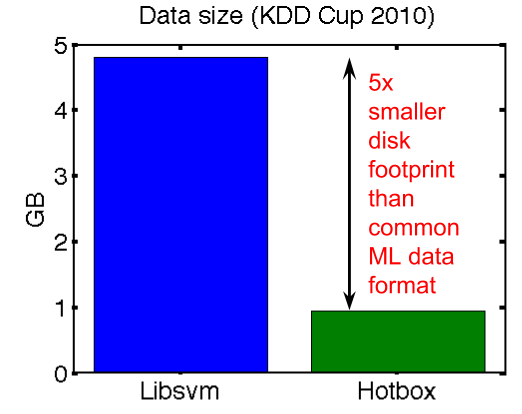 Data size (KDD Cup 2010)
5
4
3
2
1
0
GB
5x
smaller
disk
footprint
than
common
ML data
format
Libsvm
Hotbox